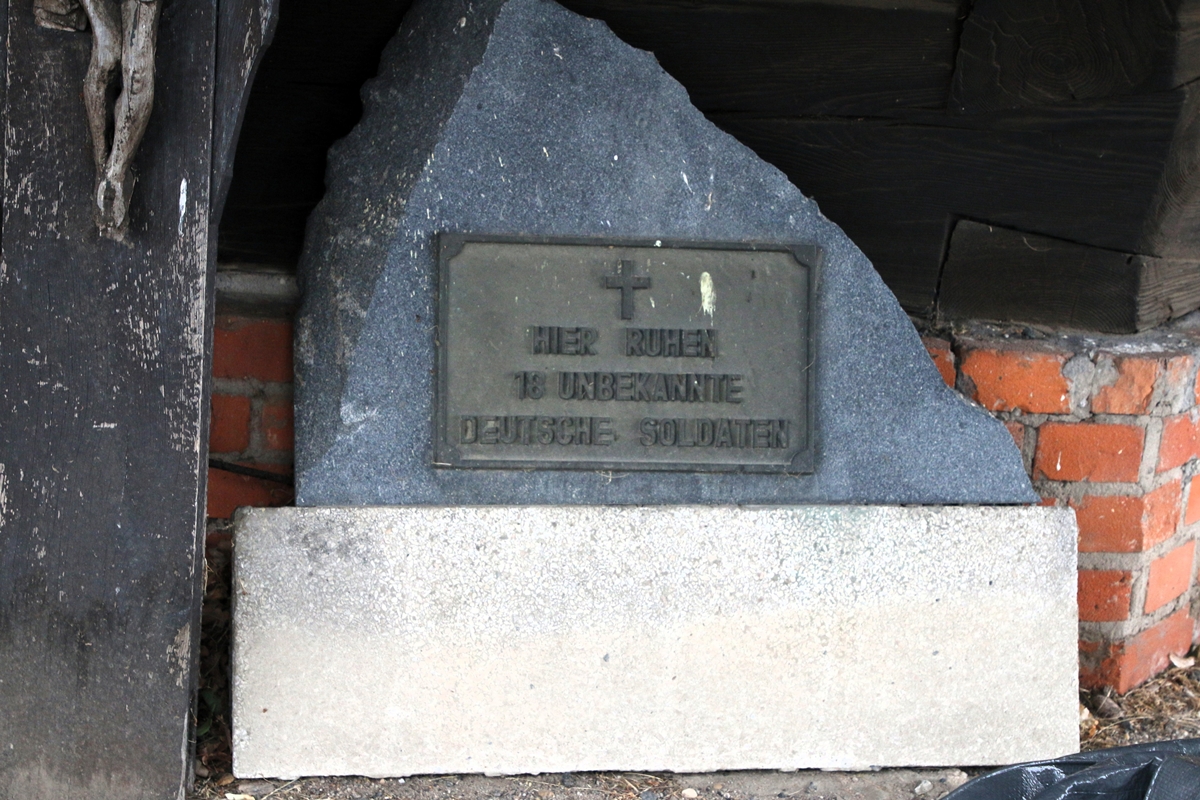 HIER RUHEN
18 UNBEKANNTE
DEUTSCHE SOLDATEN